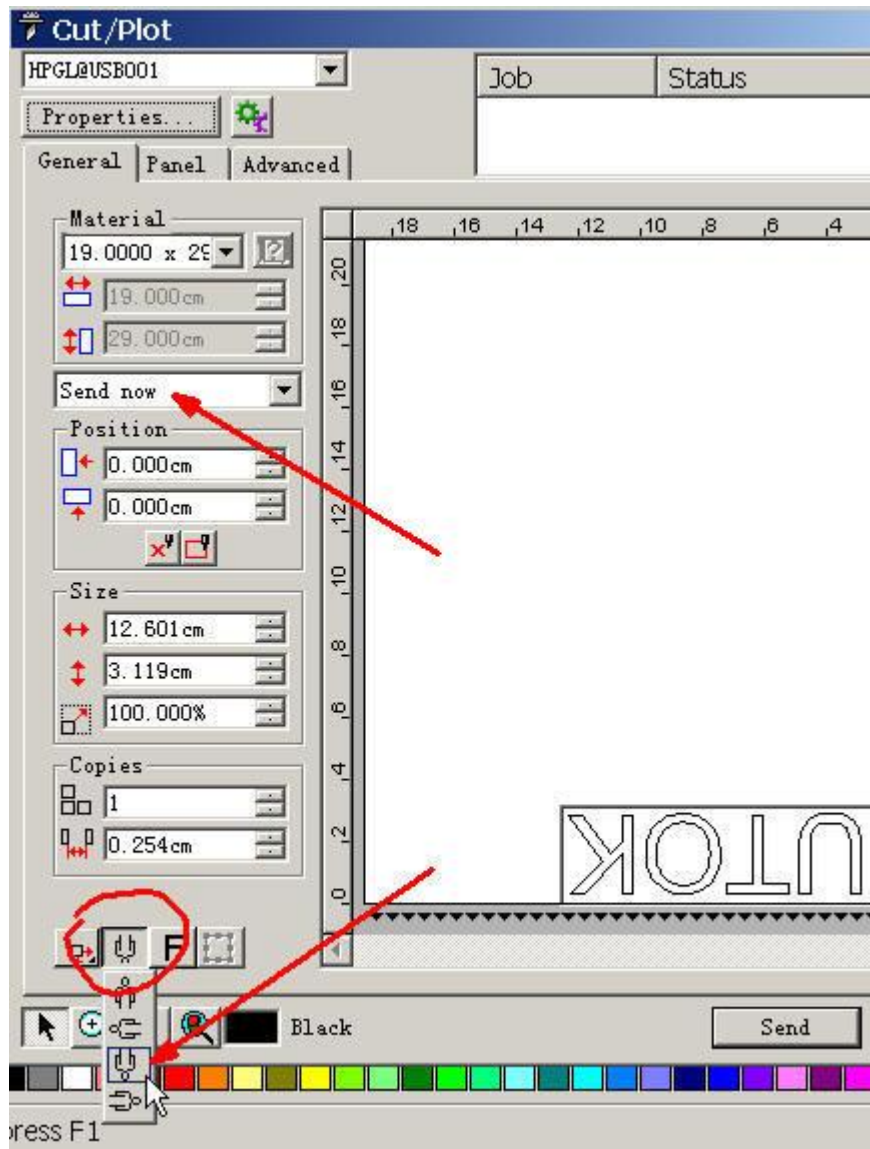 Cut/Plot
HPGL@USB001
Job Status
Properties...
General Panel Advanced
Material
19.0000 x 29
19.000cm
29.000cm
Send now
Position
0.000cm
0.000cm
Size
12.601cm
3.119cm
100.000%
Copies
1
0.254cm
F
18 16 14 12 10 8 6 4
20
18
16
14
12
10
8
6
4
2
0
UTOK
Black
Send
press F1